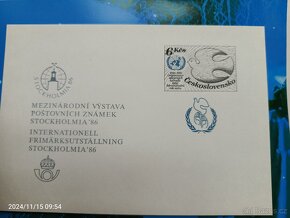 STOCKHOLMIA 86
6 Kčs
Československo
MEZINÁRODNÍ VÝSTAVA
POŠTOVNÍCH ZNÁMEK
STOCKHOLMIA '86
INTERNATIONELL
FRIMÄRKSUTSTÄLLNING
STOCKHOLMIA '86
2024/11/15 09:54